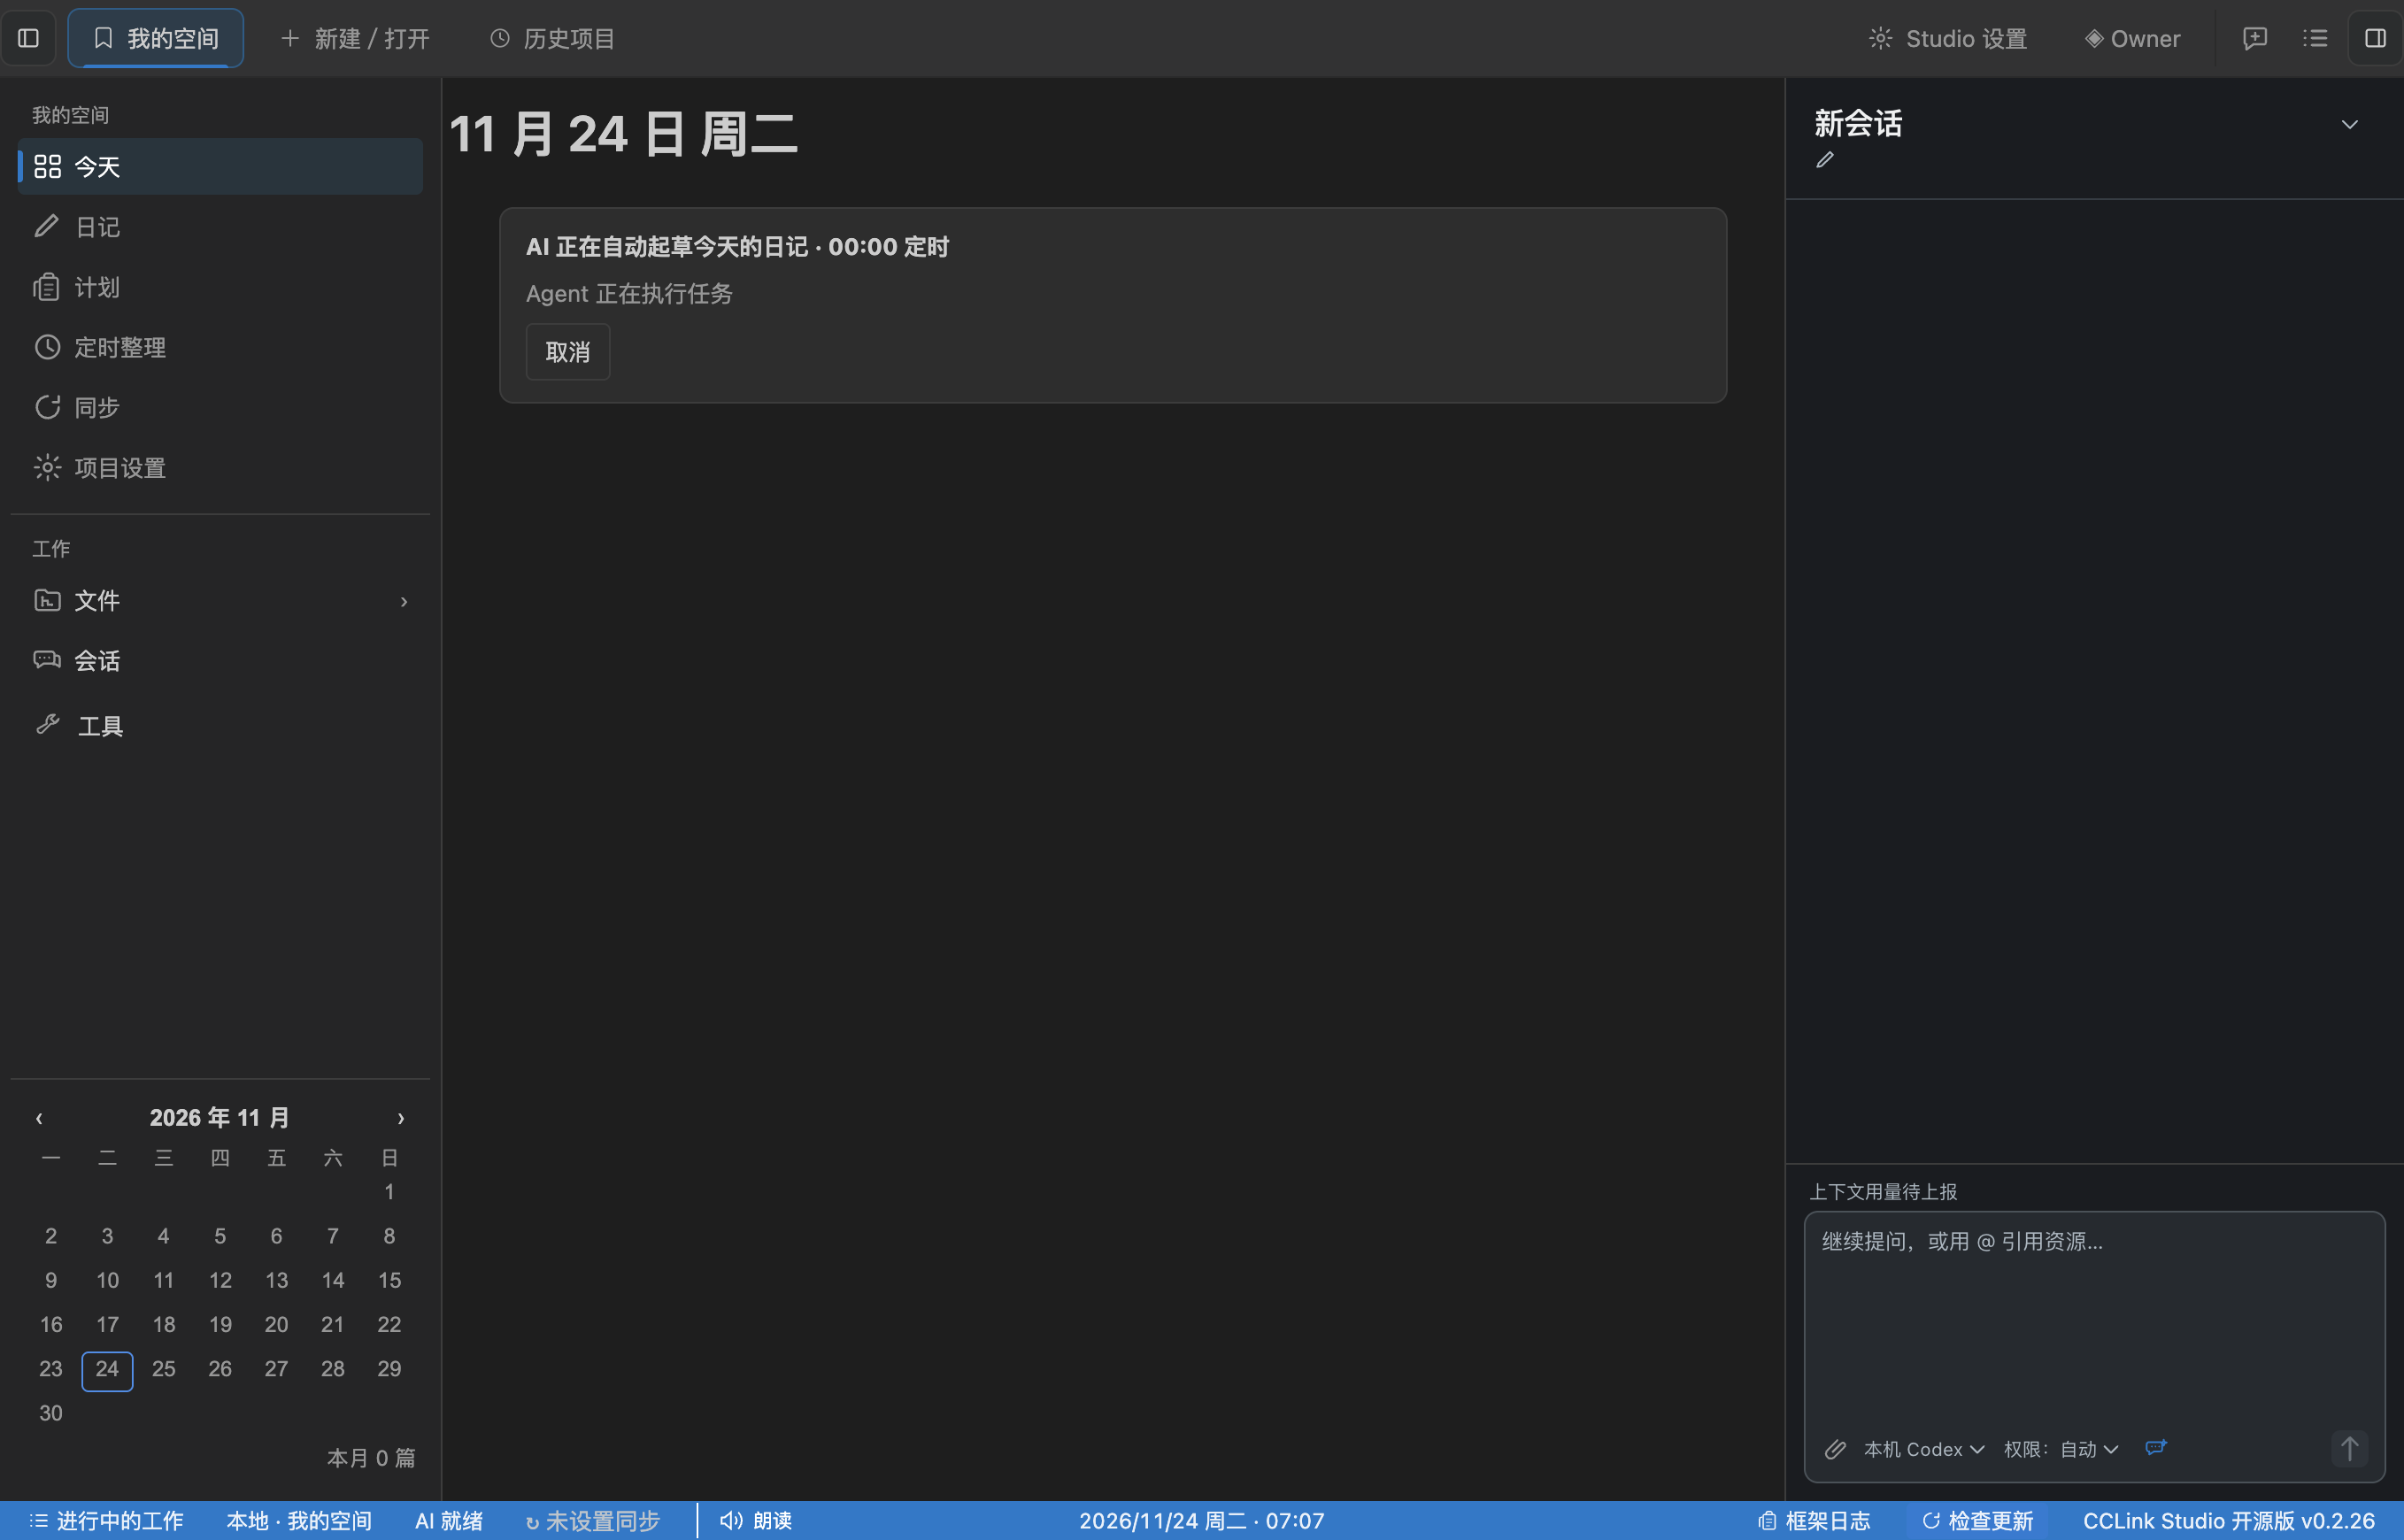 我的空间
新建 / 打开
历史项目
Studio 设置
Owner
我的空间
今天
日记
计划
定时整理
同步
项目设置
工作
文件
会话
工具
2026 年 11 月
一 二 三 四 五 六 日
1
2 3 4 5 6 7 8
9 10 11 12 13 14 15
16 17 18 19 20 21 22
23 24 25 26 27 28 29
30
本月 0 篇
11 月 24 日 周二
AI 正在自动起草今天的日记 · 00:00 定时
Agent 正在执行任务
取消
新会话
上下文用量待上报
继续提问，或用 @ 引用资源...
本机 Codex
权限：自动
进行中的工作
本地 · 我的空间
AI 就绪
未设置同步
朗读
2026/11/24 周二 · 07:07
框架日志
检查更新
CCLink Studio 开源版 v0.2.26